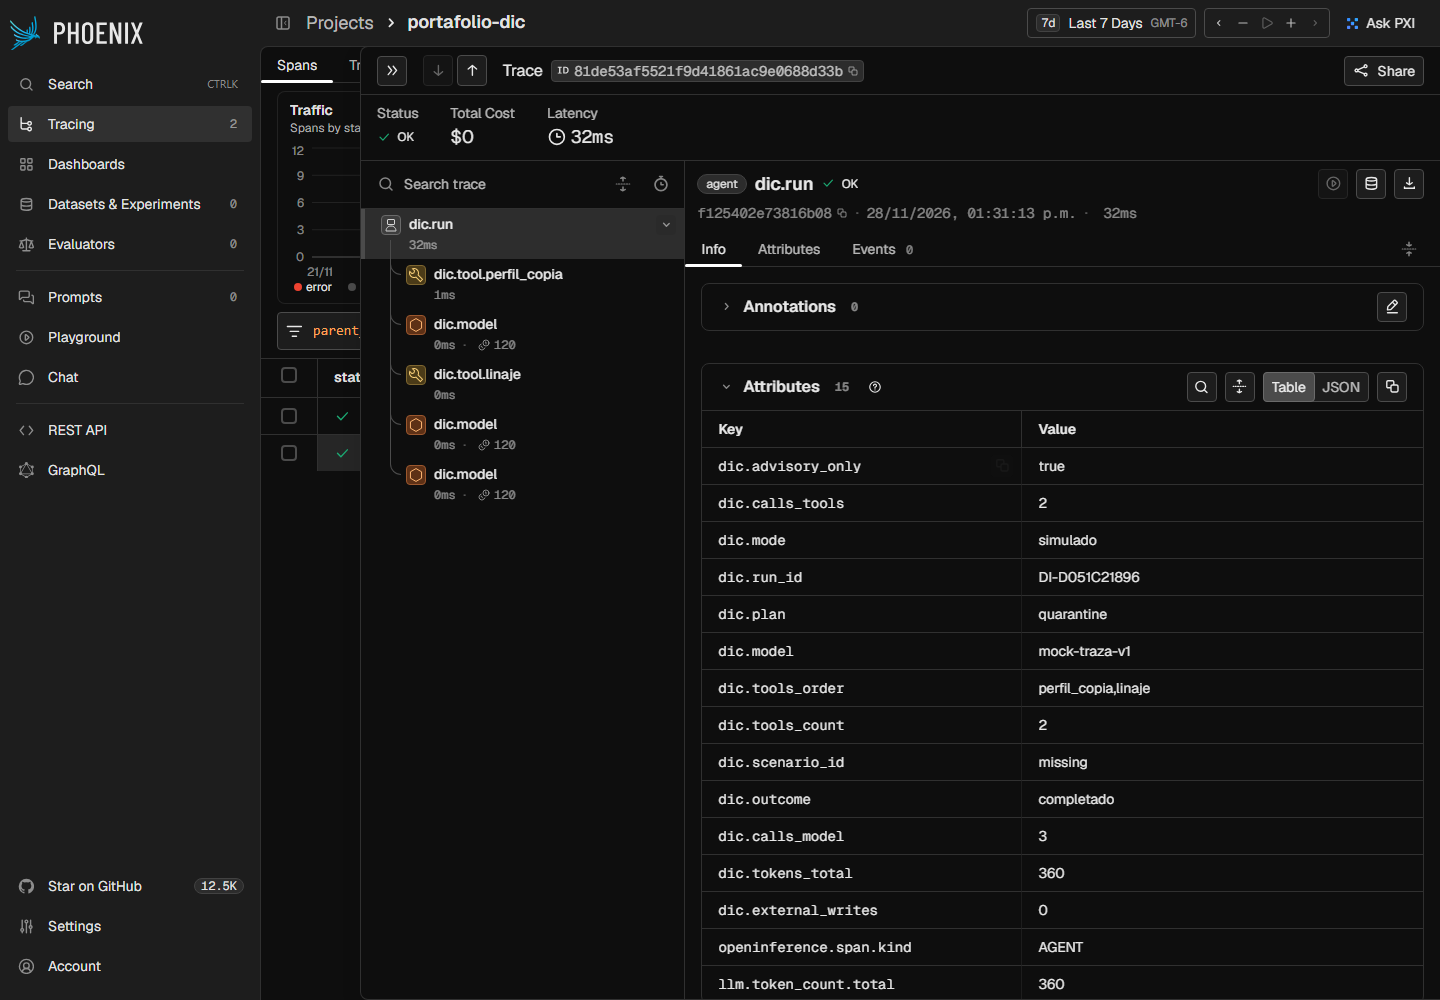 PHOENIX
Search CTRLK
Tracing 2
Dashboards
Datasets & Experiments 0
Evaluators 0
Prompts 0
Playground
Chat
REST API
GraphQL
Star on GitHub 12.5K
Settings
Account
Projects › portafolio-dic
7d Last 7 Days GMT-6
Ask PXI
Spans Tr
Traffic
Spans by sta
12
9
6
3
0
21/11
error
parent_
stat
Trace ID 81de53af5521f9d41861ac9e0688d33b
Share
Status Total Cost Latency
OK $0 32ms
Search trace
dic.run
32ms
dic.tool.perfil_copia
1ms
dic.model
0ms · 120
dic.tool.linaje
0ms
dic.model
0ms · 120
dic.model
0ms · 120
agent dic.run OK
f125402e73816b08 · 28/11/2026, 01:31:13 p.m. · 32ms
Info Attributes Events 0
Annotations 0
Attributes 15 Table JSON
Key Value
dic.advisory_only true
dic.calls_tools 2
dic.mode simulado
dic.run_id DI-D051C21896
dic.plan quarantine
dic.model mock-traza-v1
dic.tools_order perfil_copia,linaje
dic.tools_count 2
dic.scenario_id missing
dic.outcome completado
dic.calls_model 3
dic.tokens_total 360
dic.external_writes 0
openinference.span.kind AGENT
llm.token_count.total 360